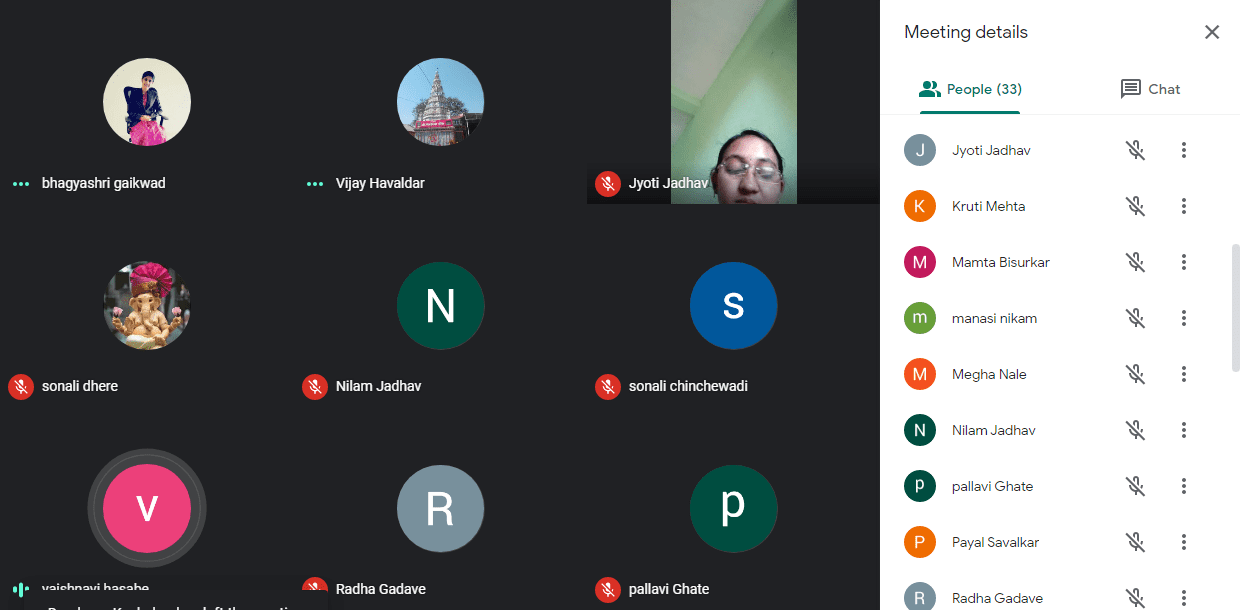 bhagyashri gaikwad
Vijay Havaldar
Jyoti Jadhav
sonali dhere
N
Nilam Jadhav
s
sonali chinchewadi
v
vaishnavi hasabe
R
Radha Gadave
p
pallavi Ghate
left the
Meeting details
People (33)
Chat
J Jyoti Jadhav
K Kruti Mehta
M Mamta Bisurkar
m manasi nikam
M Megha Nale
N Nilam Jadhav
p pallavi Ghate
P Payal Savalkar
R Radha Gadave